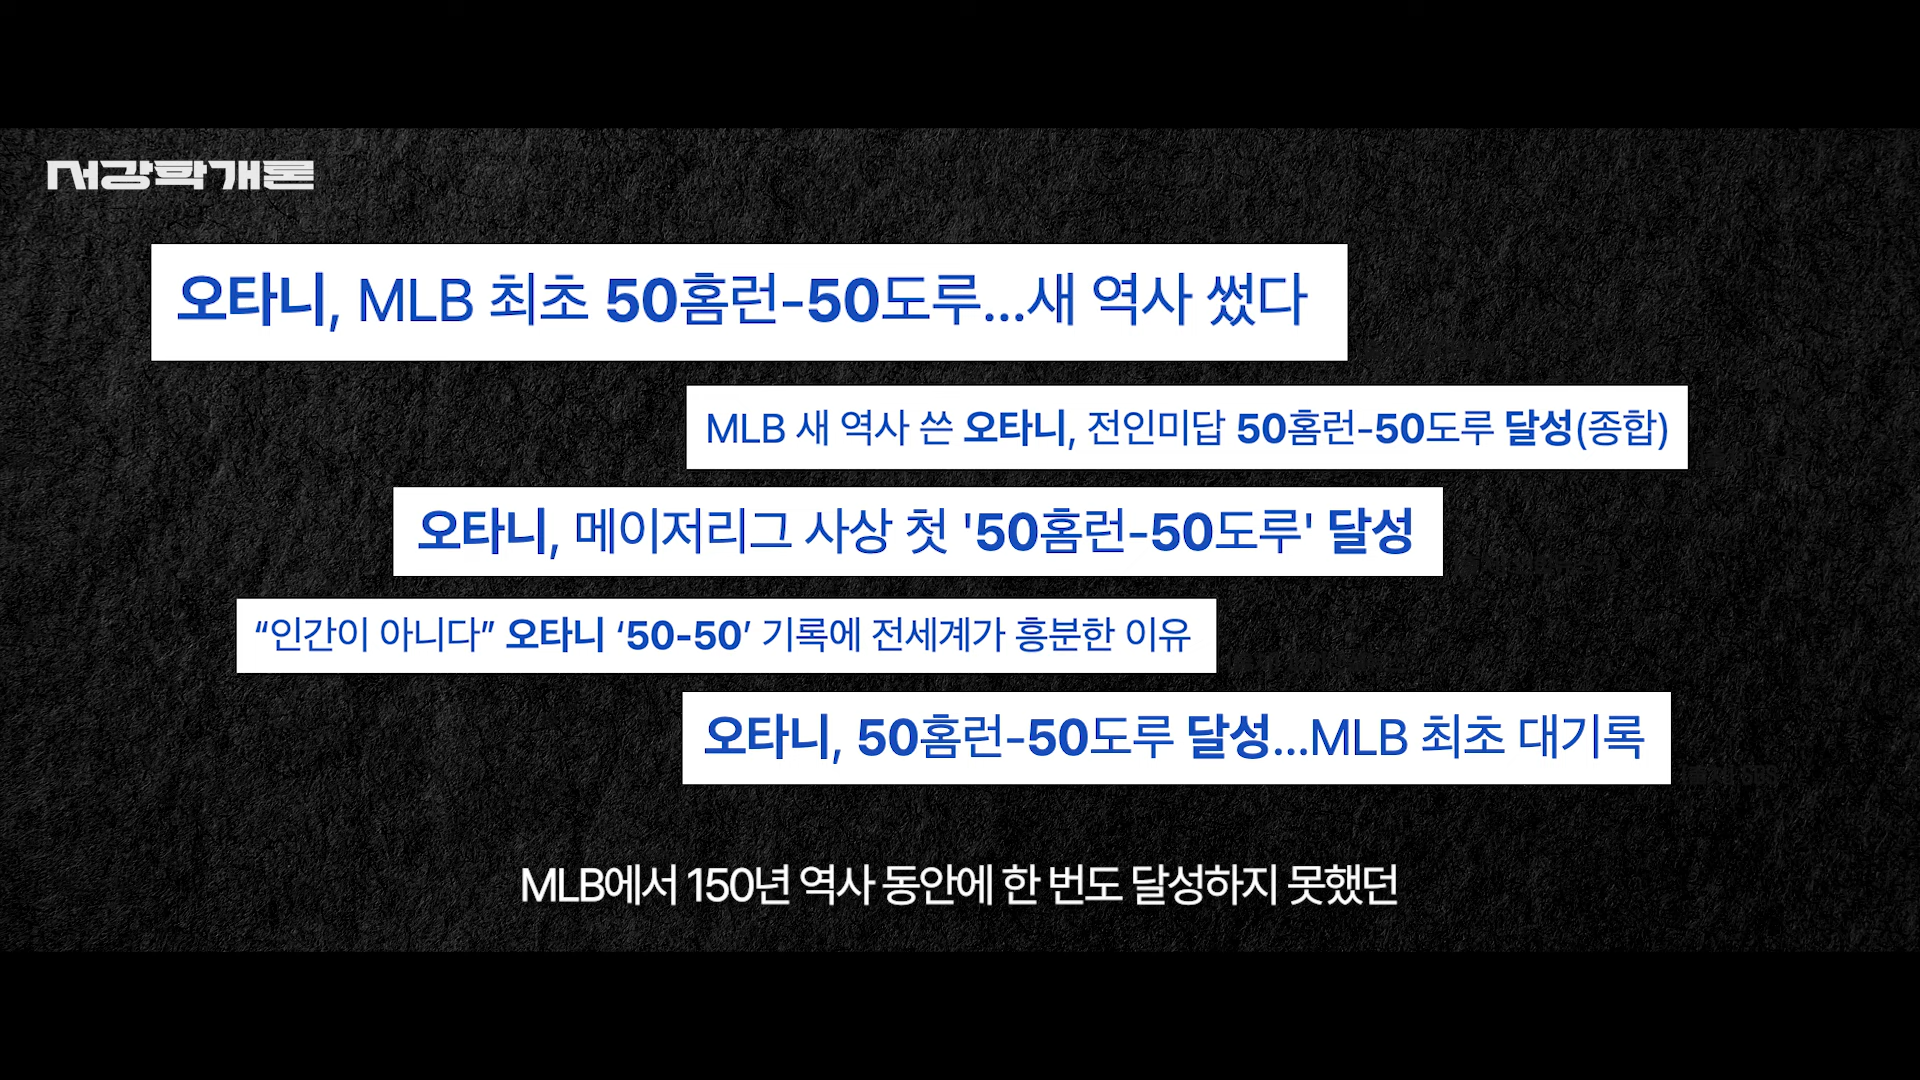 서강학개론
오타니, MLB 최초 50홈런-50도루...새 역사 썼다
MLB 새 역사 쓴 오타니, 전인미답 50홈런-50도루 달성(종합)
오타니, 메이저리그 사상 첫 '50홈런-50도루' 달성
“인간이 아니다” 오타니 ‘50-50’ 기록에 전세계가 흥분한 이유
오타니, 50홈런-50도루 달성...MLB 최초 대기록
MLB에서 150년 역사 동안에 한 번도 달성하지 못했던